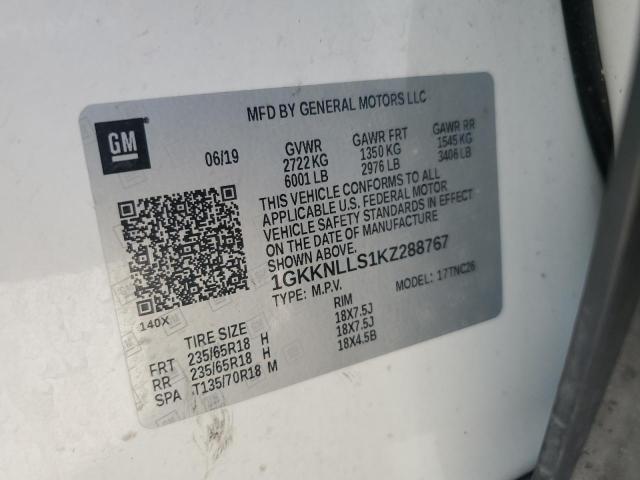 MFD BY GENERAL MOTORS LLC
GM
06/19
GVWR
2722 KG
6001 LB
GAWR FRT
1350 KG
2976 LB
GAWR RR
1545 KG
3406 LB
THIS VEHICLE CONFORMS TO ALL
APPLICABLE U.S. FEDERAL MOTOR
VEHICLE SAFETY STANDARDS IN EFFECT
ON THE DATE OF MANUFACTURE
SHOWN ABOVE.
1GKKNLLS1KZ288767
TYPE: M.P.V. MODEL: 17TNC26
140X
TIRE SIZE RIM
FRT 235/65R18 H 18X7.5J
RR 235/65R18 H 18X7.5J
SPA T135/70R18 M 18X4.5B